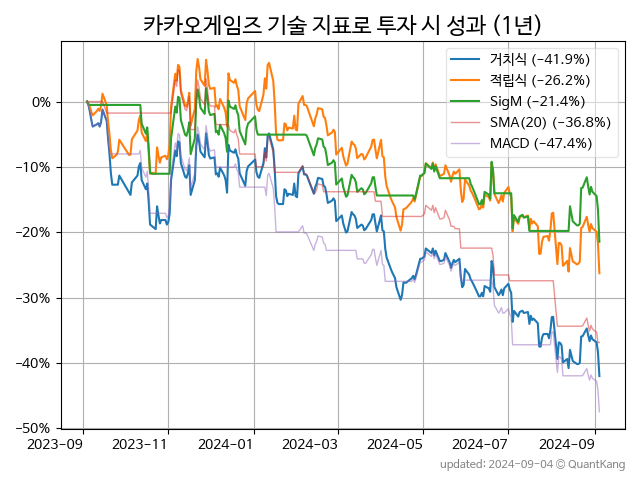 카카오게임즈 기술 지표로 투자 시 성과 (1년)
거치식 (−41.9%)
적립식 (−26.2%)
SigM (−21.4%)
SMA(20) (−36.8%)
MACD (−47.4%)
0%
−10%
−20%
−30%
−40%
−50%
2023-09
2023-11
2024-01
2024-03
2024-05
2024-07
2024-09
updated: 2024-09-04 © QuantKang